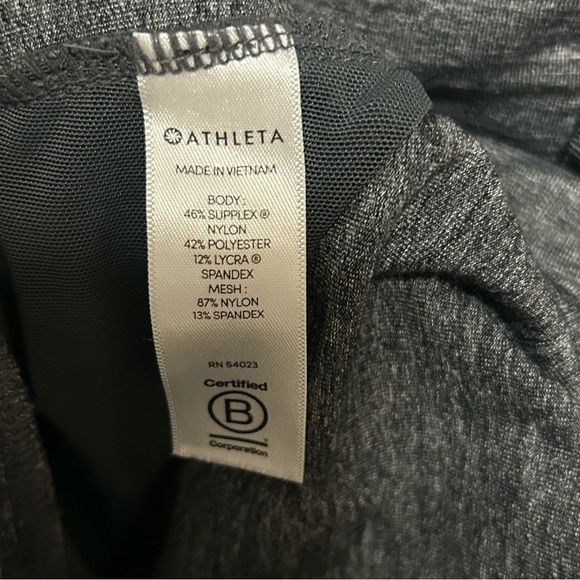 ATHLETA
MADE IN VIETNAM
BODY :
46% SUPPLEX ®
NYLON
42% POLYESTER
12% LYCRA ®
SPANDEX
MESH :
87% NYLON
13% SPANDEX
RN 54023
Certified
B
Corporation